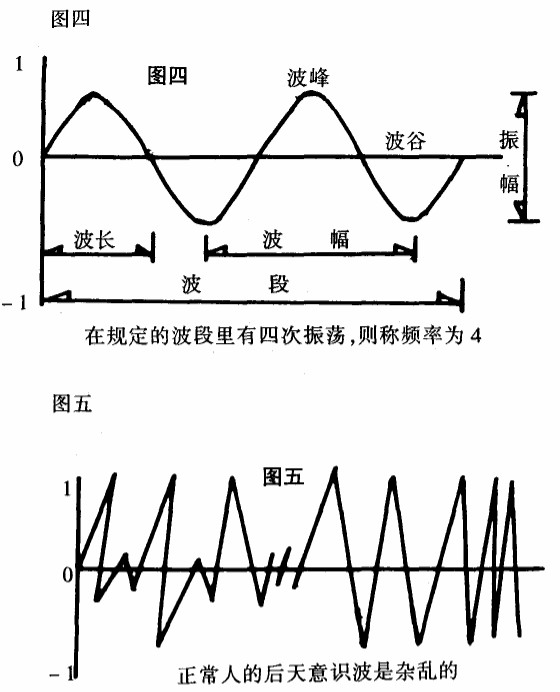 图四
1
图四
波峰
0
波谷
振幅
波长
波幅
波段
-1
在规定的波段里有四次振荡,则称频率为4
图五
1
图五
0
-1
正常人的后天意识波是杂乱的